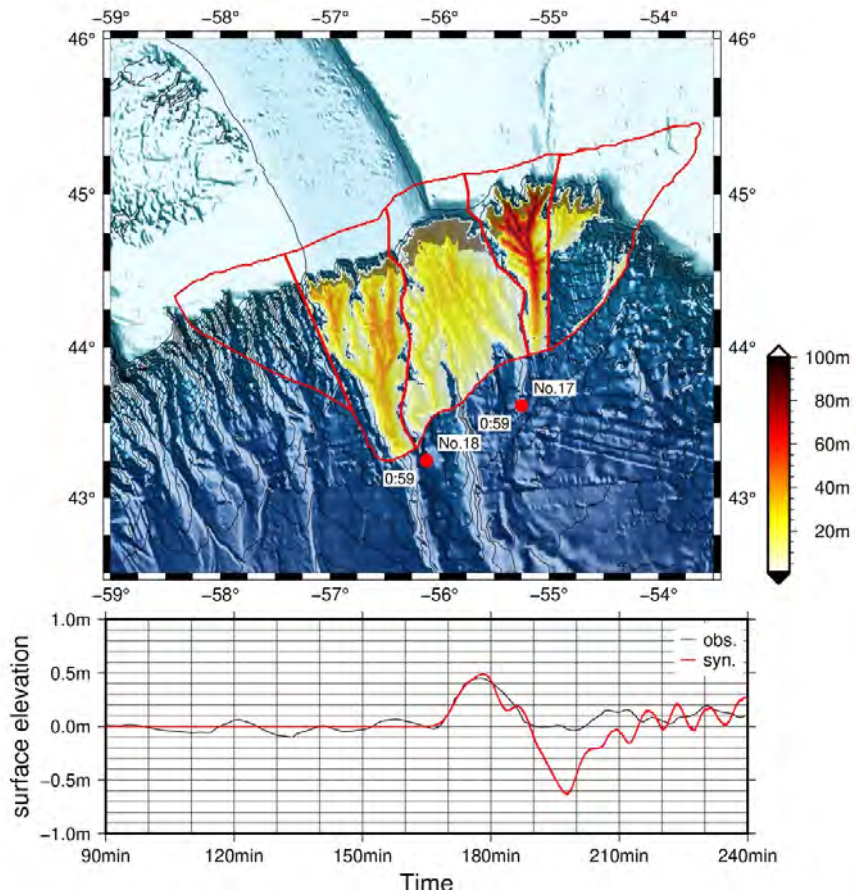 −59° −58° −57° −56° −55° −54°
46° 46°
45° 45°
44° 44°
43° 43°
No.17
0:59
No.18
0:59
100m
80m
60m
40m
20m
−59° −58° −57° −56° −55° −54°
1.0m
0.5m
0.0m
−0.5m
−1.0m
surface elevation
obs.
syn.
90min 120min 150min 180min 210min 240min
Time